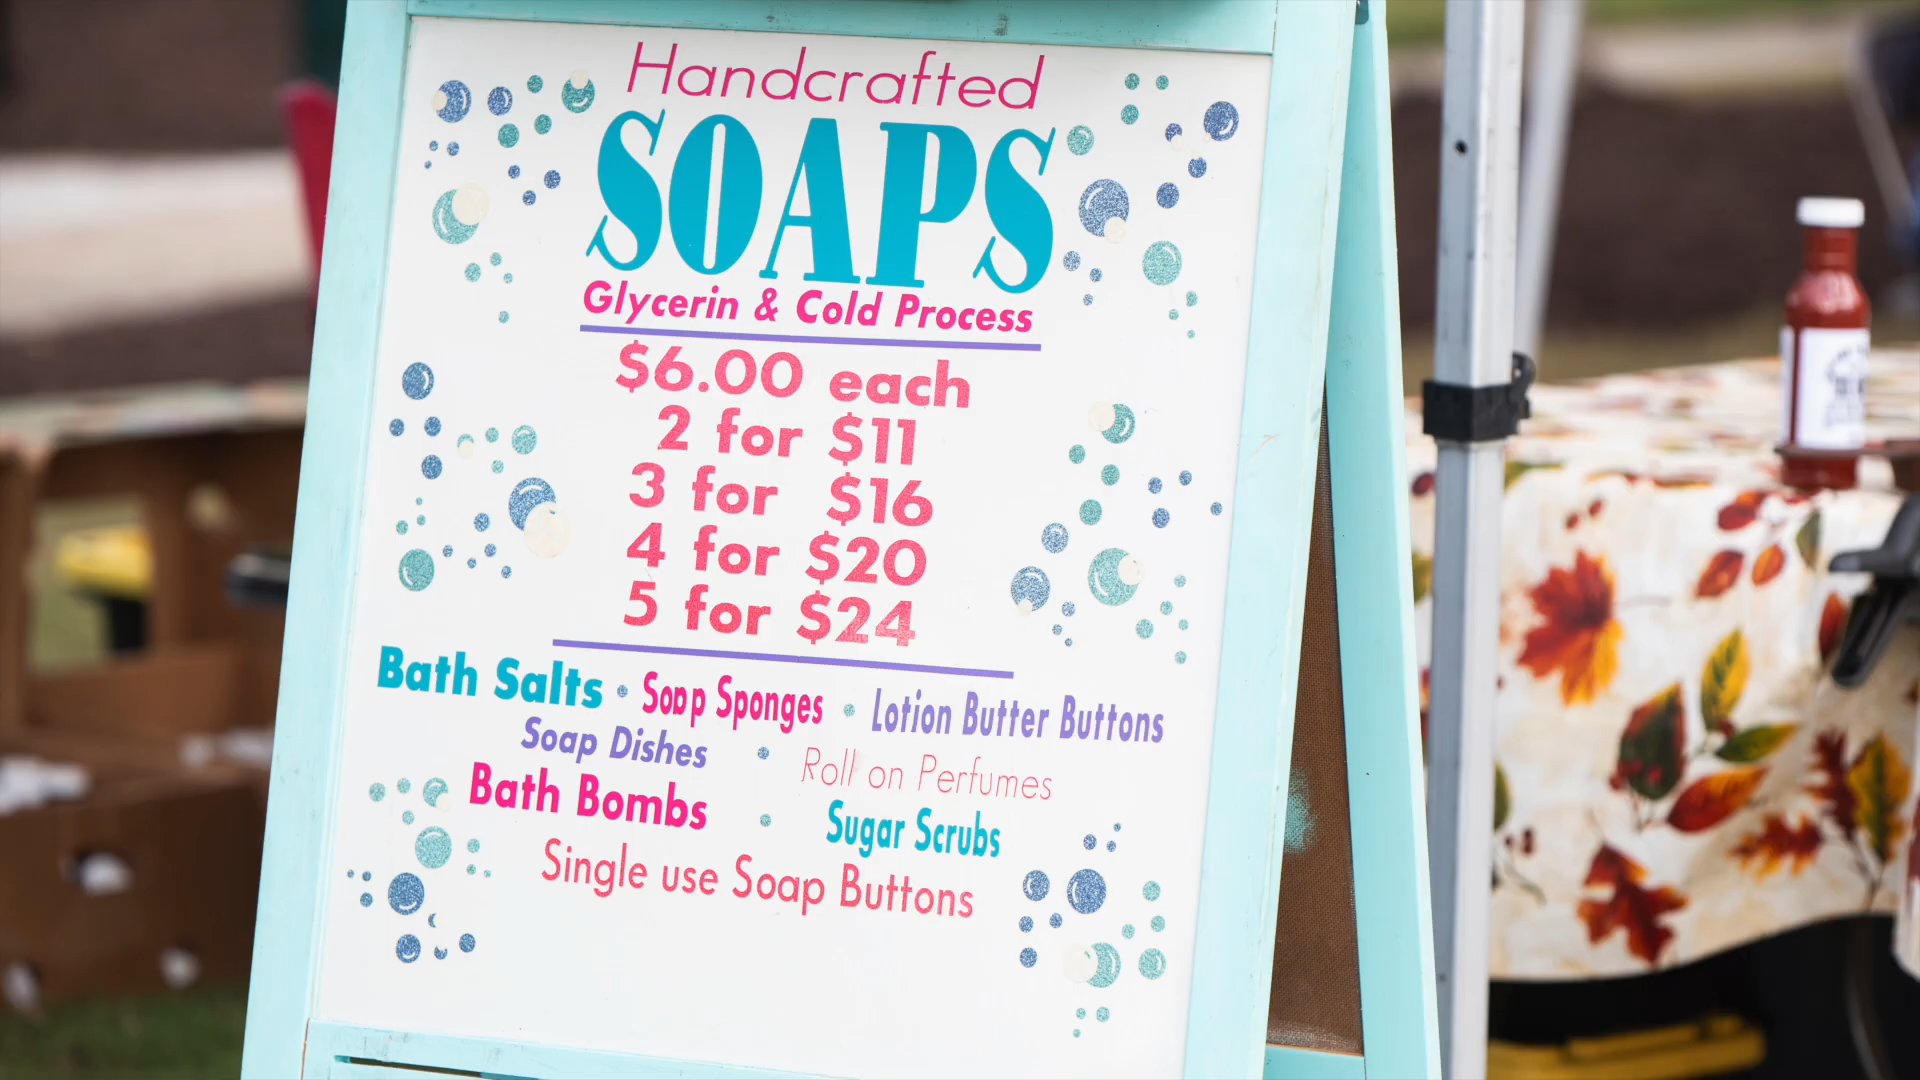 Handcrafted
SOAPS
Glycerin & Cold Process
$6.00 each
2 for $11
3 for $16
4 for $20
5 for $24
Bath Salts • Soap Sponges • Lotion Butter Buttons
Soap Dishes • Roll on Perfumes
Bath Bombs • Sugar Scrubs
Single use Soap Buttons